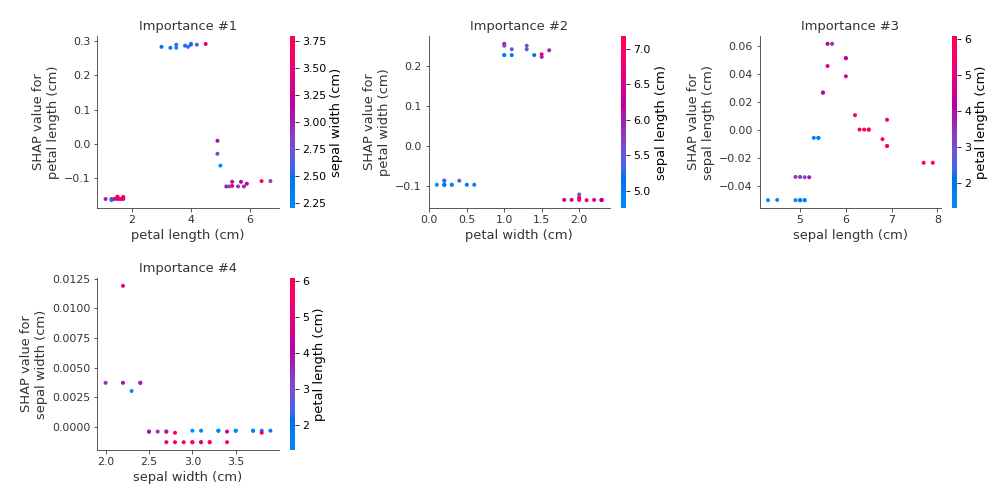 Importance #1
SHAP value for
petal length (cm)
0.3
0.2
0.1
0.0
−0.1
2
4
6
petal length (cm)
3.75
3.50
3.25
3.00
2.75
2.50
2.25
sepal width (cm)
Importance #2
SHAP value for
petal width (cm)
0.2
0.1
0.0
−0.1
0.0
0.5
1.0
1.5
2.0
petal width (cm)
7.0
6.5
6.0
5.5
5.0
sepal length (cm)
Importance #3
SHAP value for
sepal length (cm)
0.06
0.04
0.02
0.00
−0.02
−0.04
5
6
7
8
sepal length (cm)
6
5
4
3
2
petal length (cm)
Importance #4
SHAP value for
sepal width (cm)
0.0125
0.0100
0.0075
0.0050
0.0025
0.0000
2.0
2.5
3.0
3.5
sepal width (cm)
6
5
4
3
2
petal length (cm)